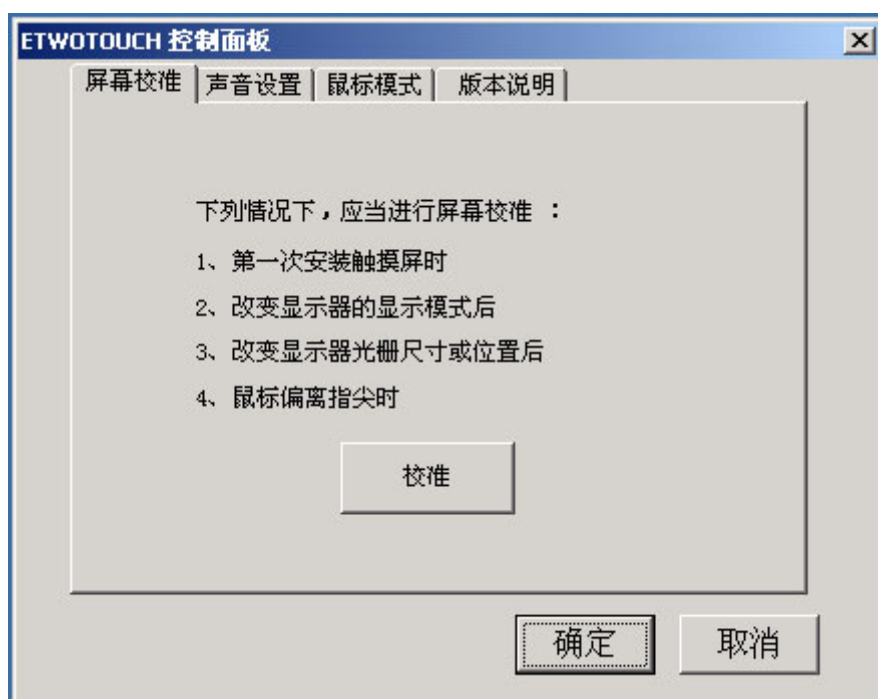 ETWOTOUCH 控制面板
屏幕校准 声音设置 鼠标模式 版本说明
下列情况下，应当进行屏幕校准 ：
1、第一次安装触摸屏时
2、改变显示器的显示模式后
3、改变显示器光栅尺寸或位置后
4、鼠标偏离指尖时
校准
确定 取消